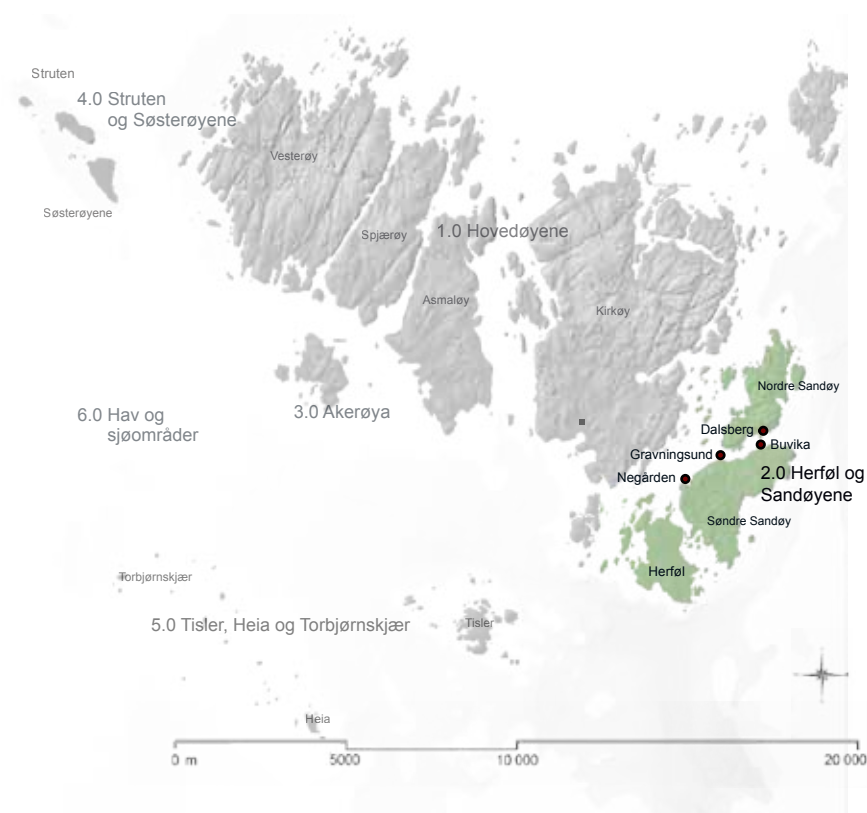 Struten
4.0 Struten
og Søsterøyene
Vesterøy
Søsterøyene
Spjærøy
1.0 Hovedøyene
Asmaløy
Kirkøy
Nordre Sandøy
6.0 Hav og
sjøområder
3.0 Akerøya
Dalsberg
Buvika
Gravningsund
Negården
2.0 Herføl og
Sandøyene
Søndre Sandøy
Herføl
Torbjørnskjær
5.0 Tisler, Heia og Torbjørnskjær
Tisler
Heia
0 m 5000 10 000 20 000